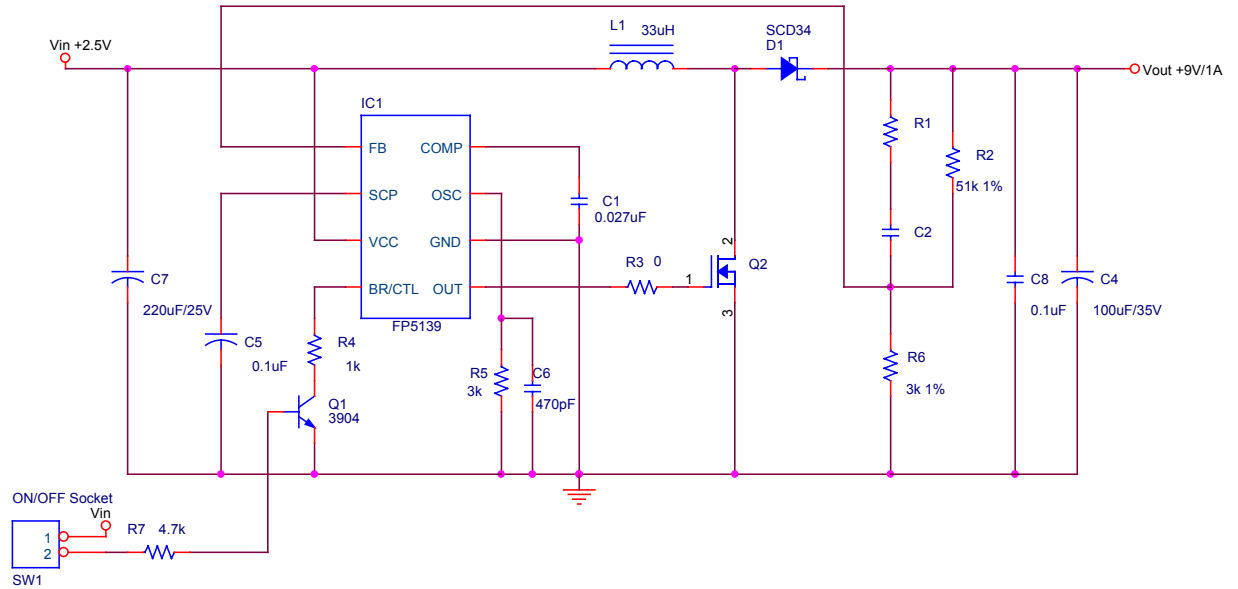 L1 33uH
SCD34
D1
Vin +2.5V
Vout +9V/1A
IC1
FB COMP
SCP OSC
VCC GND
BR/CTL OUT
FP5139
R1
R2
51k 1%
C1
0.027uF
C2
2
R3 0
1
Q2
3
C7
220uF/25V
C8
0.1uF
C4
100uF/35V
C5
0.1uF
R4
1k
R5
3k
C6
470pF
R6
3k 1%
Q1
3904
ON/OFF Socket
Vin
1
2
R7 4.7k
SW1